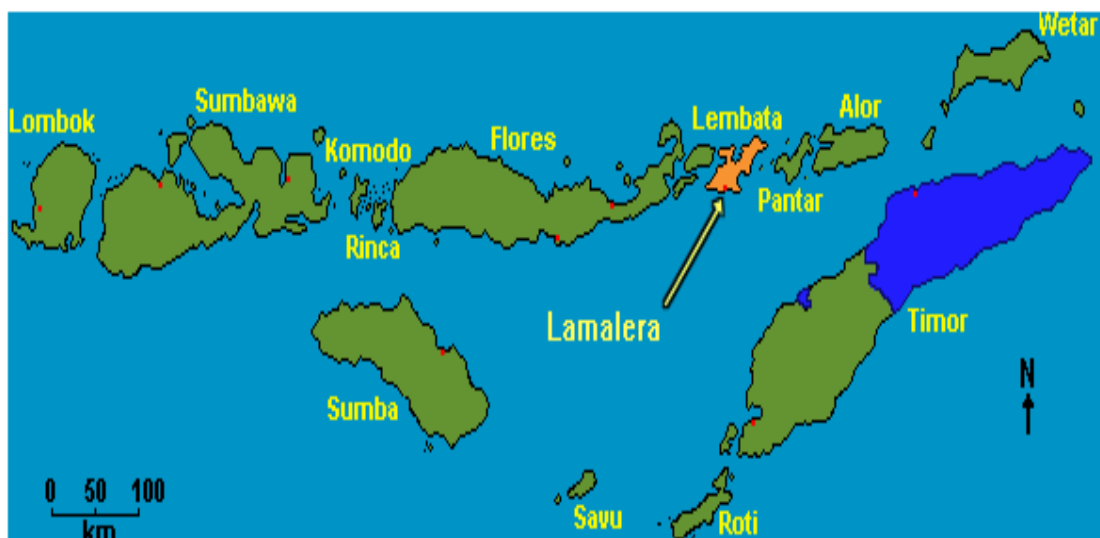 Wetar
Sumbawa
Lombok
Komodo
Flores
Lembata
Alor
Rinca
Pantar
Lamalera
Timor
N
Sumba
0 50 100
km
Savu
Roti